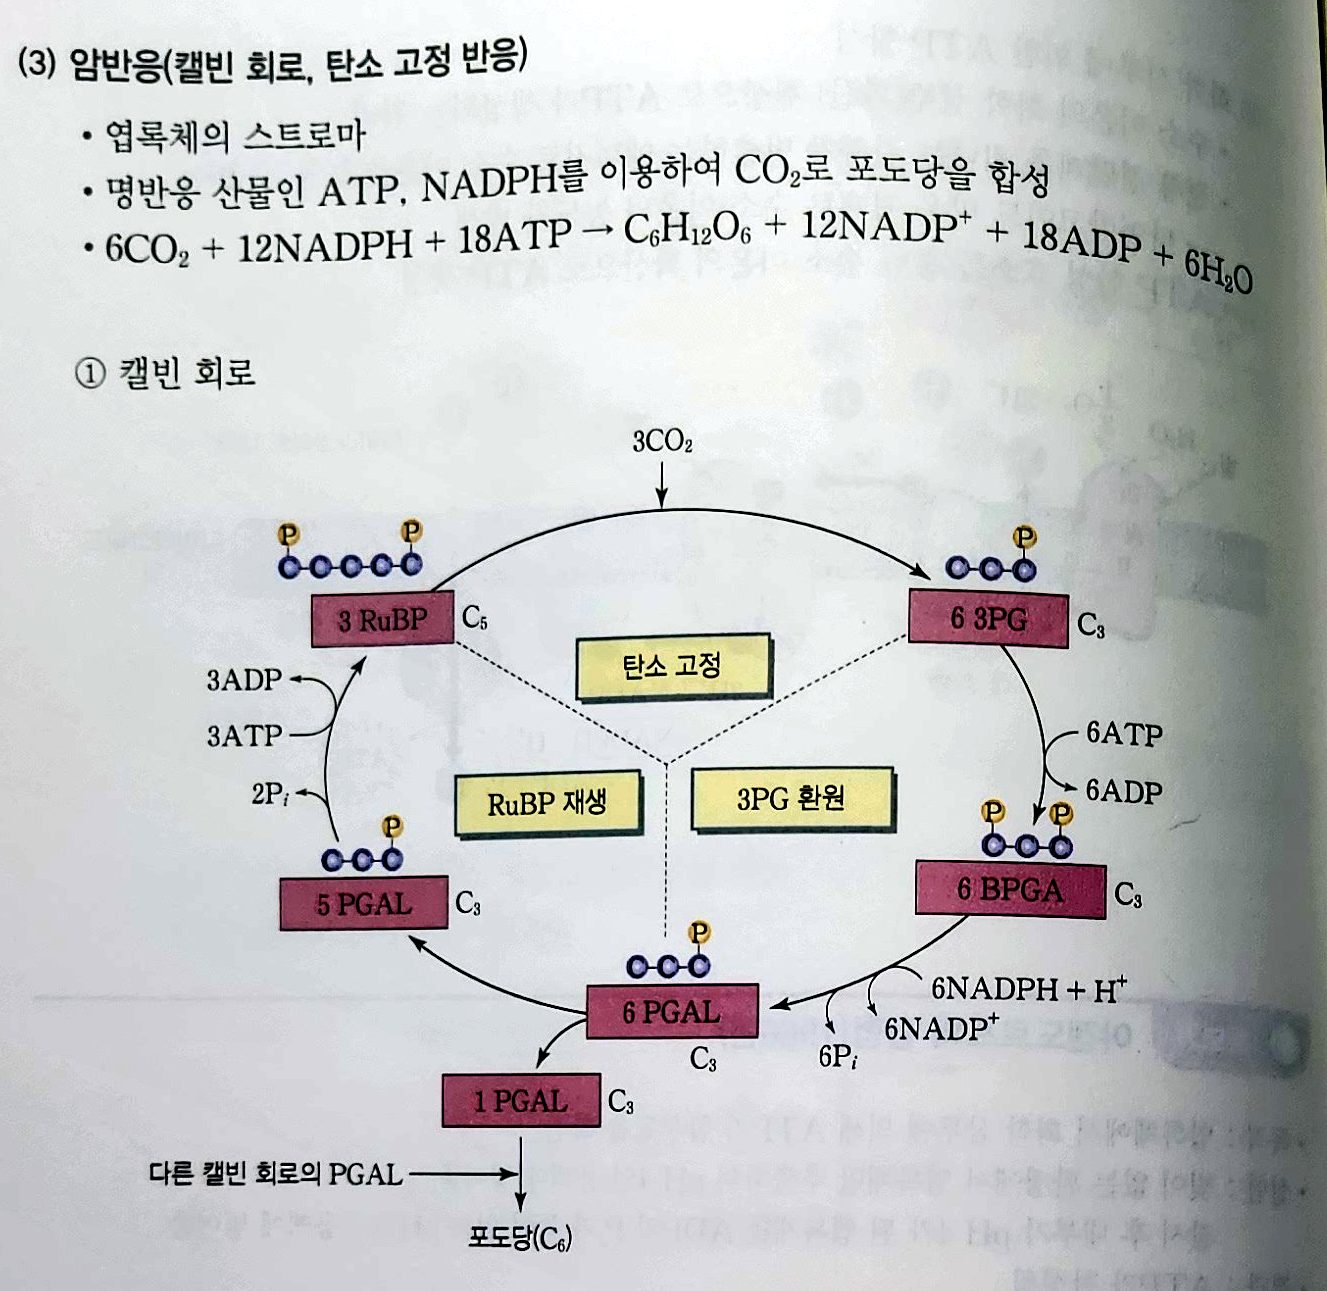 (3) 암반응(캘빈 회로, 탄소 고정 반응)
• 엽록체의 스트로마
• 명반응 산물인 ATP, NADPH를 이용하여 CO₂로 포도당을 합성
• 6CO₂ + 12NADPH + 18ATP → C₆H₁₂O₆ + 12NADP⁺ + 18ADP + 6H₂O
① 캘빈 회로
3CO₂
P P
C-C-C-C-C
3 RuBP C₅
P
C-C-C
6 3PG C₃
탄소 고정
3ADP
3ATP
2Pᵢ
6ATP
6ADP
RuBP 재생
3PG 환원
P
C-C-C
5 PGAL C₃
P P
C-C-C
6 BPGA C₃
P
C-C-C
6 PGAL
C₃
6NADPH + H⁺
6NADP⁺
6Pᵢ
1 PGAL C₃
다른 캘빈 회로의 PGAL
포도당(C₆)